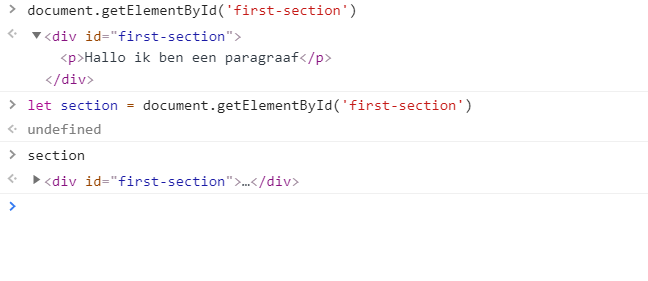 document.getElementById('first-section')
<div id="first-section">
<p>Hallo ik ben een paragraaf</p>
</div>
let section = document.getElementById('first-section')
undefined
section
<div id="first-section">…</div>